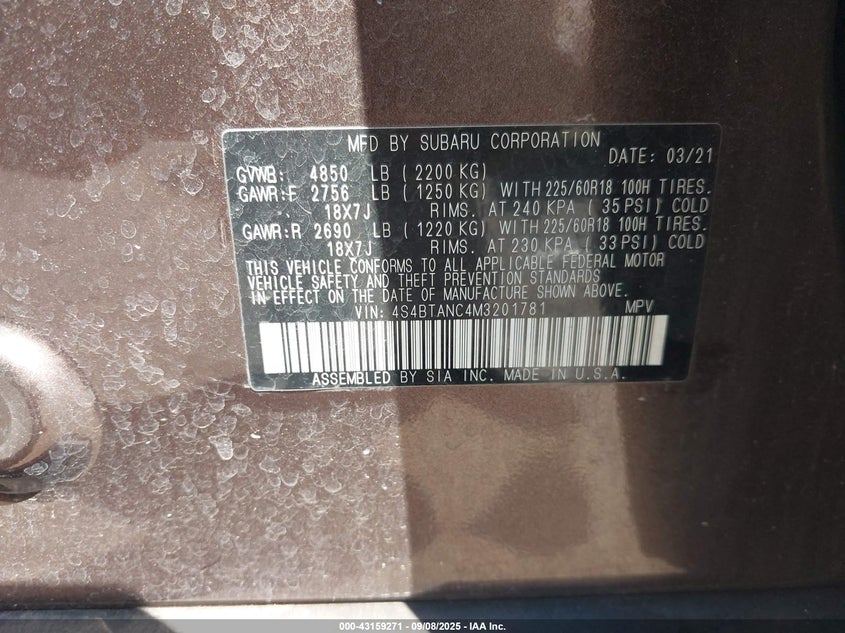 MFD BY SUBARU CORPORATION
DATE: 03/21
GVWB: 4850 LB ( 2200 KG)
GAWR:F 2756 LB ( 1250 KG) WITH 225/60R18 100H TIRES.
18X7J RIMS. AT 240 KPA ( 35 PSI) COLD
GAWR:R 2690 LB ( 1220 KG) WITH 225/60R18 100H TIRES.
18X7J RIMS. AT 230 KPA ( 33 PSI) COLD
THIS VEHICLE CONFORMS TO ALL APPLICABLE FEDERAL MOTOR
VEHICLE SAFETY AND THEFT PREVENTION STANDARDS
IN EFFECT ON THE DATE OF MANUFACTURE SHOWN ABOVE.
VIN: 4S4BTANC4M3201781 MPV
ASSEMBLED BY SIA INC. MADE IN U.S.A.
000-43159271 - 09/08/2025 - IAA Inc.